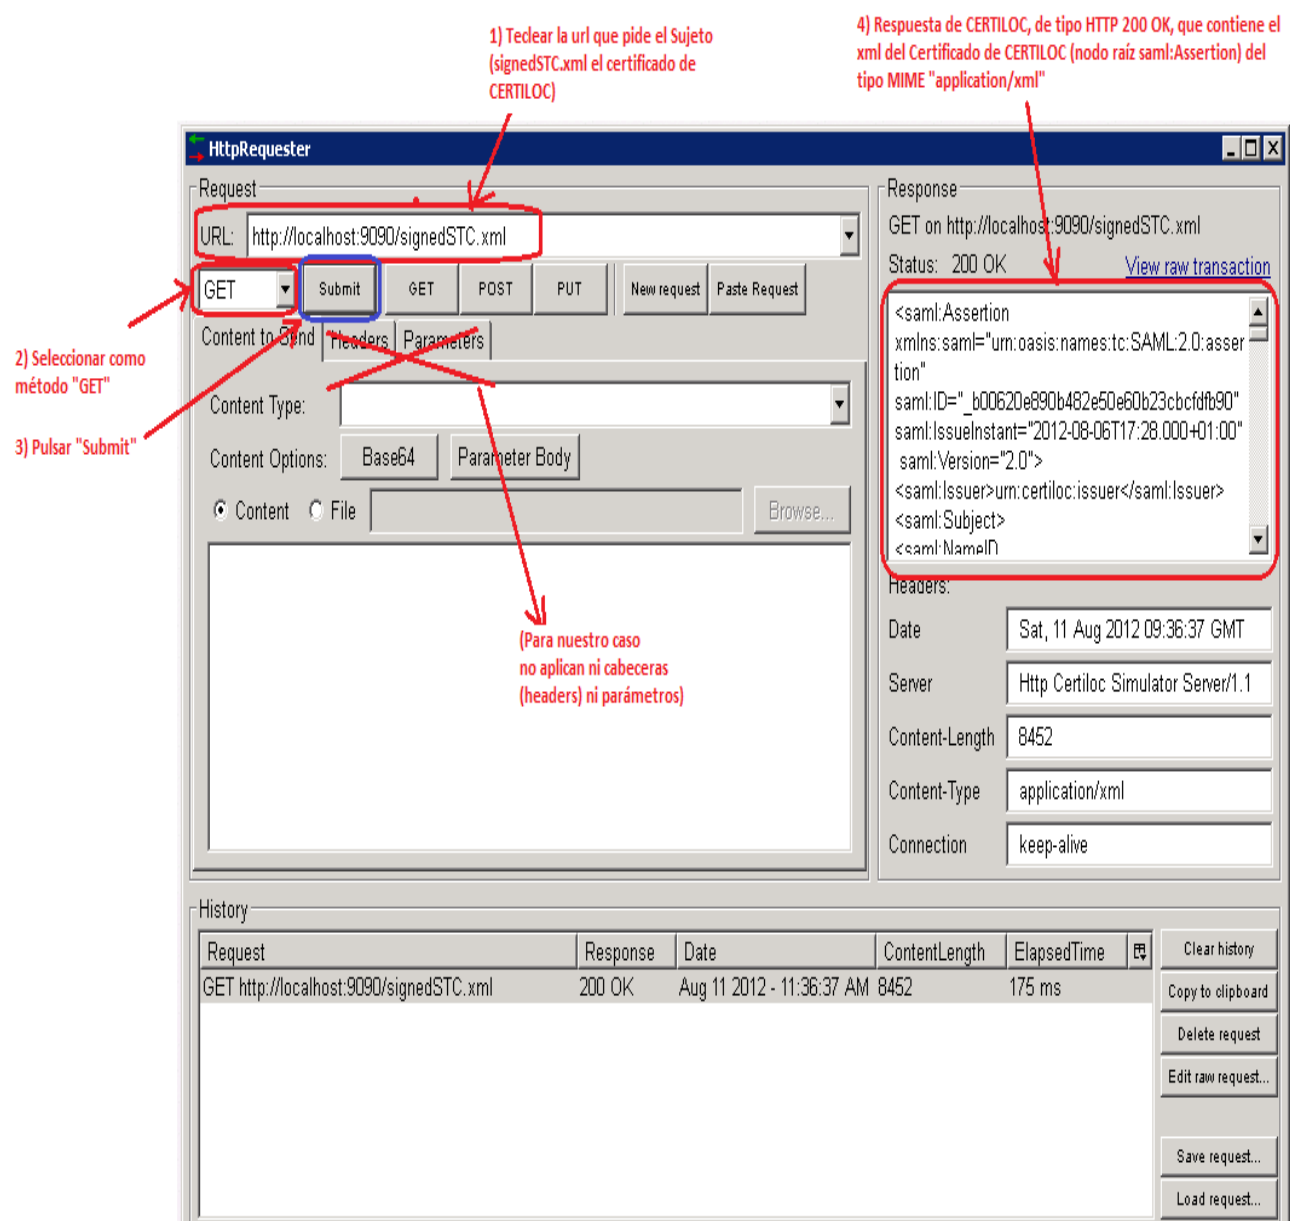 1) Teclear la url que pide el Sujeto
(signedSTC.xml el certificado de
CERTILOC)
4) Respuesta de CERTILOC, de tipo HTTP 200 OK, que contiene el
xml del Certificado de CERTILOC (nodo raíz saml:Assertion) del
tipo MIME "application/xml"
HttpRequester
Request
URL: http://localhost:9090/signedSTC.xml
GET Submit GET POST PUT New request Paste Request
2) Seleccionar como
método "GET"
3) Pulsar "Submit"
Content to Send Headers Parameters
Content Type:
Content Options: Base64 Parameter Body
Content File Browse...
(Para nuestro caso
no aplican ni cabeceras
(headers) ni parámetros)
Response
GET on http://localhost:9090/signedSTC.xml
Status: 200 OK View raw transaction
<saml:Assertion
xmlns:saml="urn:oasis:names:tc:SAML:2.0:asser
tion"
saml:ID="_b00620e890b482e50e60b23cbcfdfb90"
saml:IssueInstant="2012-08-06T17:28.000+01:00"
saml:Version="2.0">
<saml:Issuer>urn:certiloc:issuer</saml:Issuer>
<saml:Subject>
<saml:NameID
Headers:
Date Sat, 11 Aug 2012 09:36:37 GMT
Server Http Certiloc Simulator Server/1.1
Content-Length 8452
Content-Type application/xml
Connection keep-alive
History
Request Response Date ContentLength ElapsedTime
GET http://localhost:9090/signedSTC.xml 200 OK Aug 11 2012 - 11:36:37 AM 8452 175 ms
Clear history
Copy to clipboard
Delete request
Edit raw request...
Save request...
Load request...